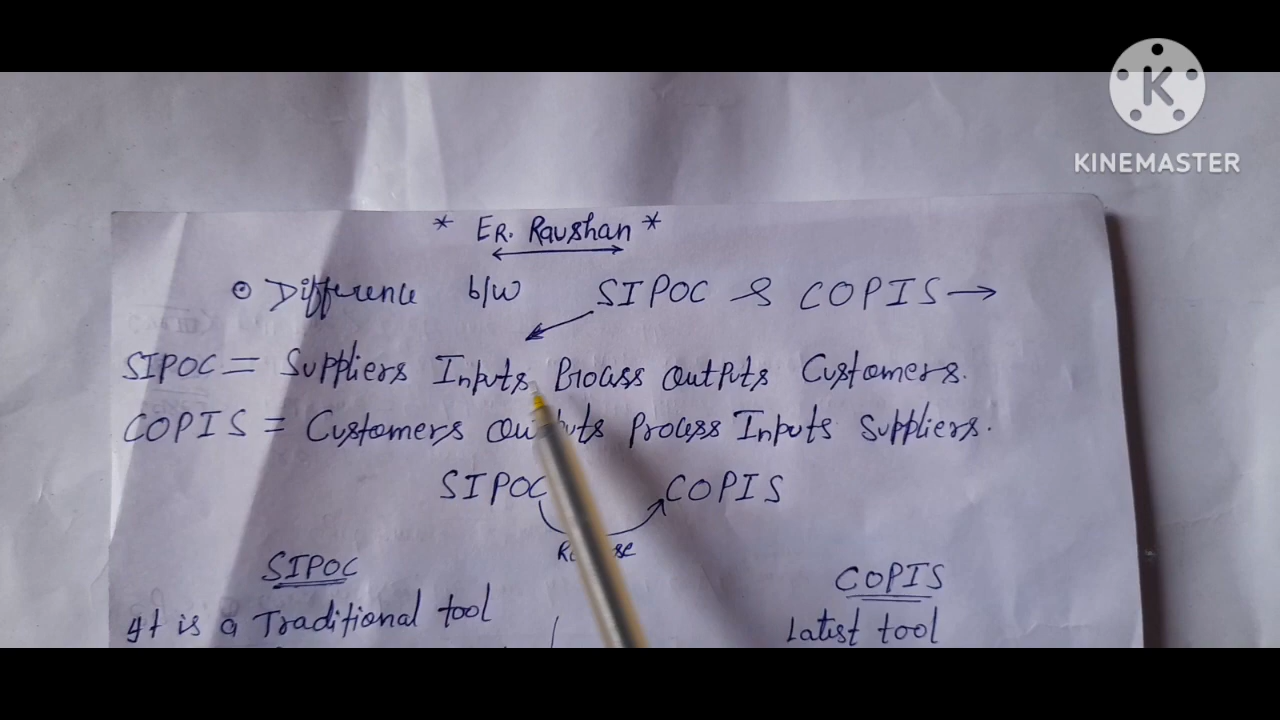 KINEMASTER
* ER. Raushan *
Difference b/w SIPOC & COPIS →
SIPOC = Suppliers Inputs Process Outputs Customers.
COPIS = Customers Outputs Process Inputs Suppliers.
SIPOC COPIS
SIPOC COPIS
It is a Traditional tool Latest tool